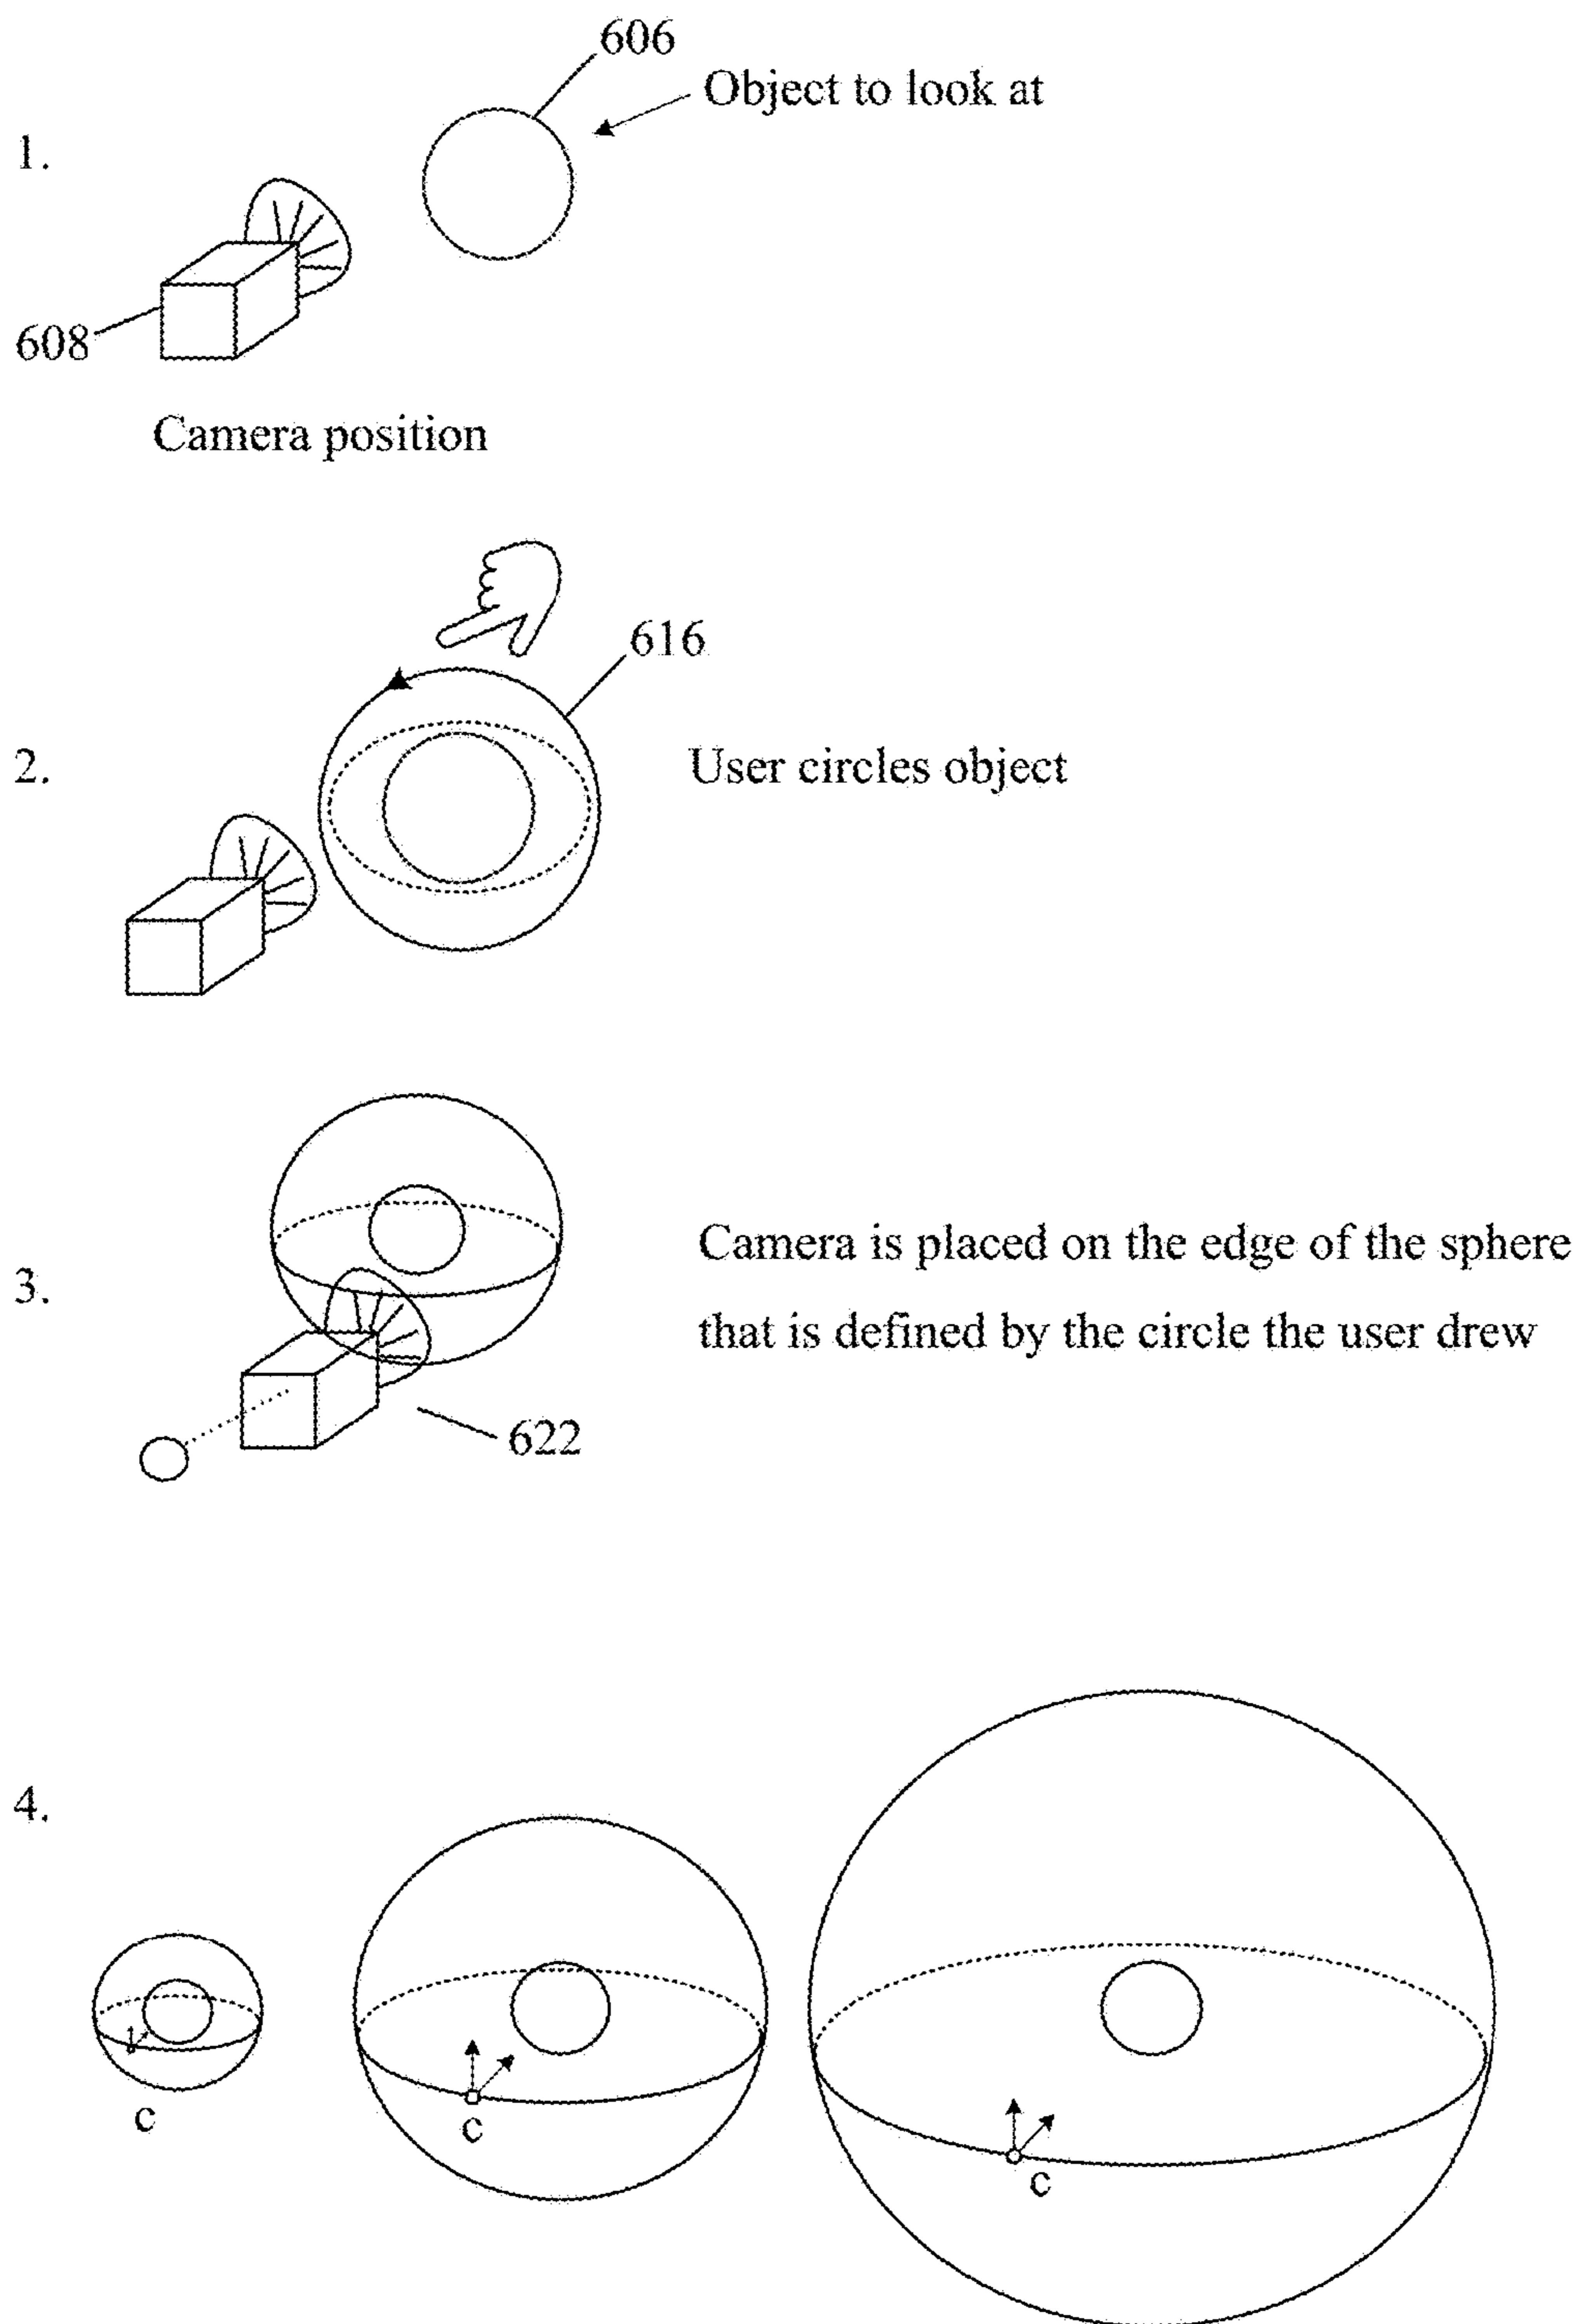 606
Object to look at
1.
608
Camera position
616
2.
User circles object
Camera is placed on the edge of the sphere
3.
that is defined by the circle the user drew
622
4.
c
c
c